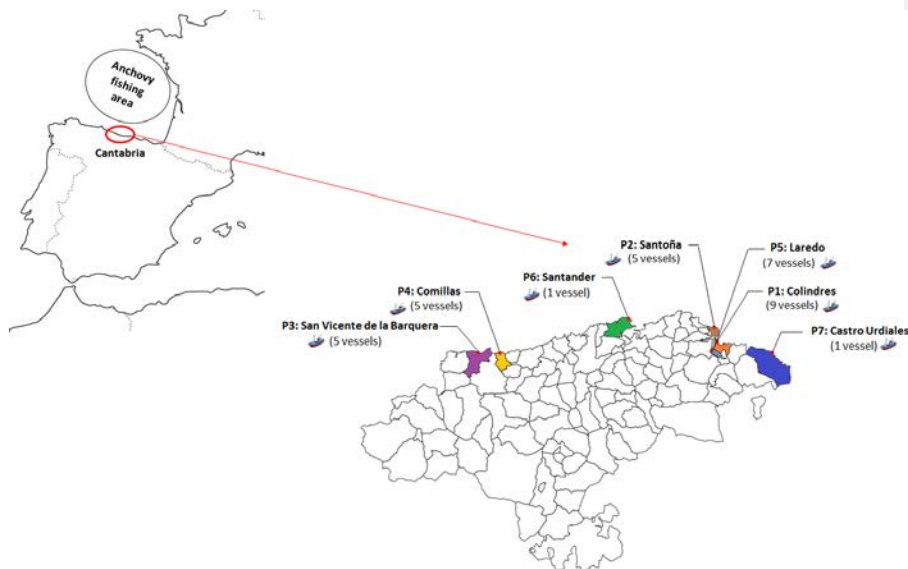 Anchovy
fishing
area
Cantabria
P2: Santoña
(5 vessels)
P5: Laredo
(7 vessels)
P6: Santander
(1 vessel)
P1: Colindres
(9 vessels)
P4: Comillas
(5 vessels)
P3: San Vicente de la Barquera
(5 vessels)
P7: Castro Urdiales
(1 vessel)